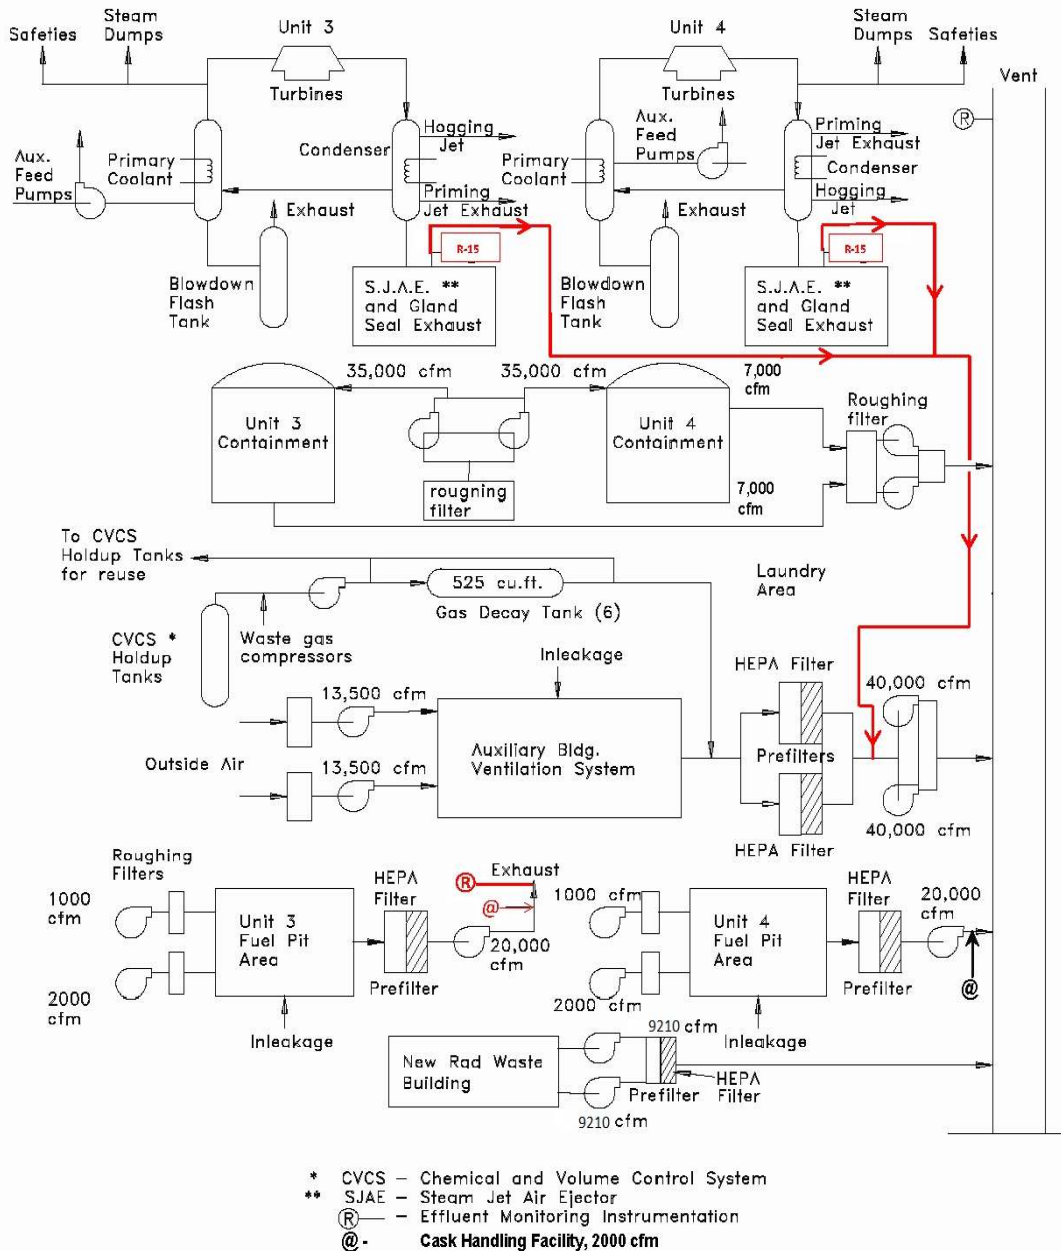 Steam
Dumps
Safeties
Unit 3
Turbines
Unit 4
Turbines
Steam
Dumps
Safeties
Vent
R
Aux.
Feed
Pumps
Primary
Coolant
Condenser
Hogging
Jet
Priming
Jet Exhaust
Primary
Coolant
Aux.
Feed
Pumps
Priming
Jet Exhaust
Condenser
Hogging
Jet
Exhaust
Blowdown
Flash
Tank
R-15
S.J.A.E. **
and Gland
Seal Exhaust
Exhaust
Blowdown
Flash
Tank
R-15
S.J.A.E. **
and Gland
Seal Exhaust
35,000 cfm
35,000 cfm
7,000
cfm
Unit 3
Containment
rougning
filter
Unit 4
Containment
7,000
cfm
Roughing
filter
To CVCS
Holdup Tanks
for reuse
525 cu.ft.
Gas Decay Tank (6)
Laundry
Area
CVCS *
Holdup
Tanks
Waste gas
compressors
Inleakage
HEPA Filter
40,000 cfm
13,500 cfm
Outside Air
13,500 cfm
Auxiliary Bldg.
Ventilation System
Prefilters
HEPA Filter
40,000 cfm
Roughing
Filters
1000
cfm
2000
cfm
Unit 3
Fuel Pit
Area
Inleakage
HEPA
Filter
Prefilter
R
@
Exhaust
20,000
cfm
1000
cfm
2000
cfm
Unit 4
Fuel Pit
Area
Inleakage
HEPA
Filter
Prefilter
20,000
cfm
@
New Rad Waste
Building
9210 cfm
9210 cfm
Prefilter
HEPA
Filter
* CVCS – Chemical and Volume Control System
** SJAE – Steam Jet Air Ejector
R – Effluent Monitoring Instrumentation
@ - Cask Handling Facility, 2000 cfm